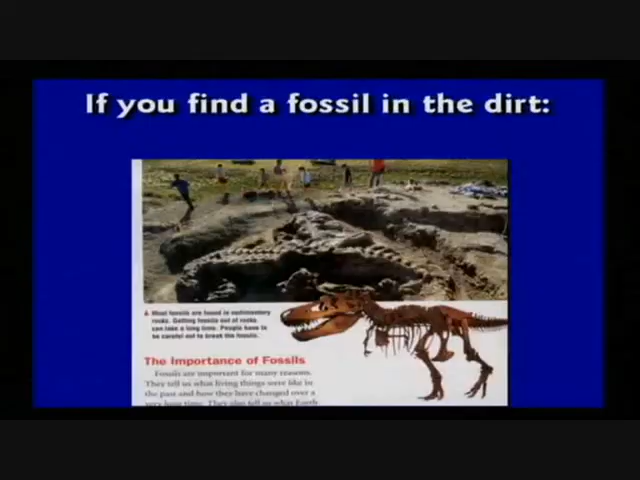 If you find a fossil in the dirt:
Most fossils are found in sedimentary
rocks. Getting fossils out of rocks
can take a long time. People have to
be careful not to break the fossils.
The Importance of Fossils
Fossils are important for many reasons.
They tell us what living things were like in
the past and how they have changed over a
very long time. They also tell us what Earth